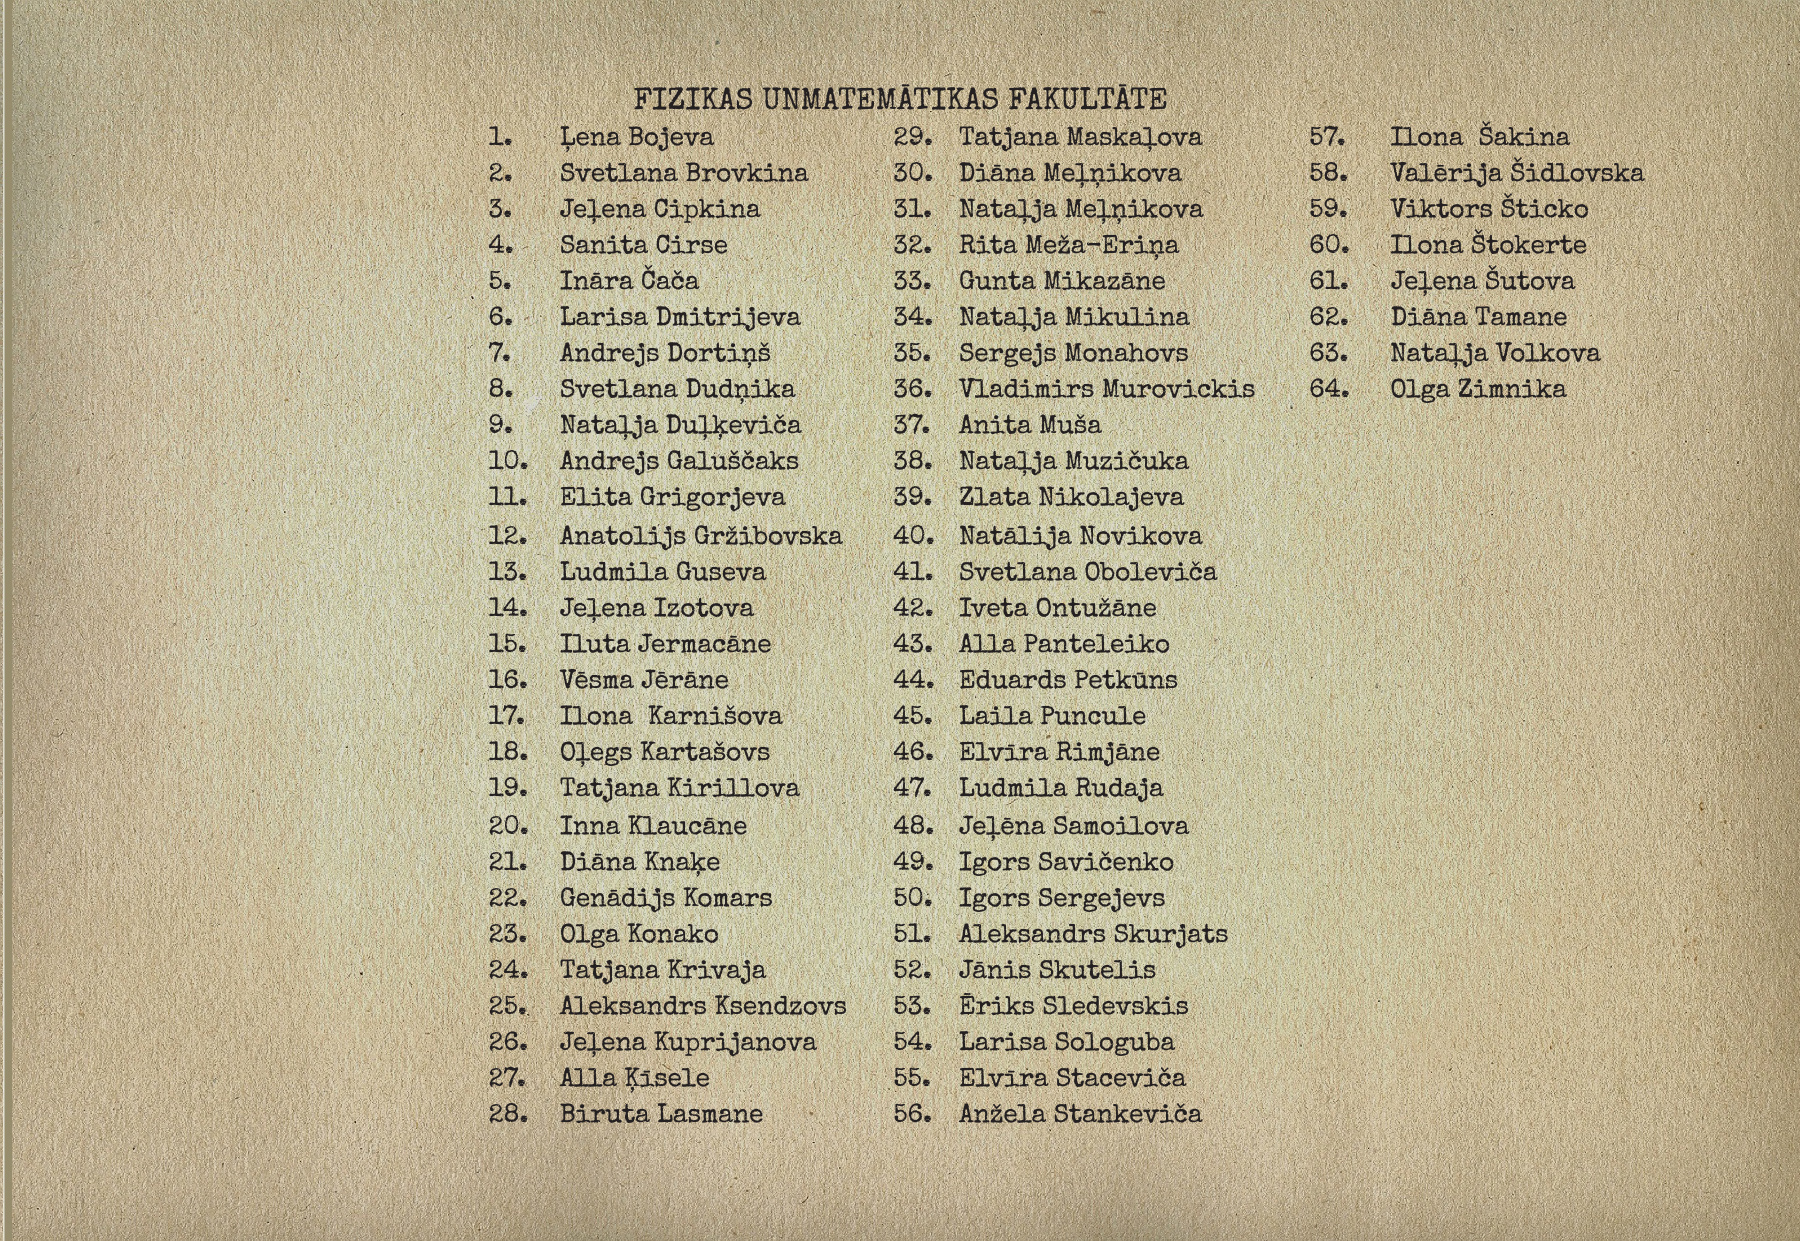 FIZIKAS UNMATEMĀTIKAS FAKULTĀTE
1. Ļena Bojeva
2. Svetlana Brovkina
3. Jeļena Cipkina
4. Sanita Cirse
5. Ināra Čača
6. Larisa Dmitrijeva
7. Andrejs Dortiņš
8. Svetlana Dudņika
9. Nataļja Duļķeviča
10. Andrejs Galuščaks
11. Elita Grigorjeva
12. Anatolijs Gržibovska
13. Ludmila Guseva
14. Jeļena Izotova
15. Iluta Jermacāne
16. Vēsma Jērāne
17. Ilona Karnišova
18. Oļegs Kartašovs
19. Tatjana Kirillova
20. Inna Klaucāne
21. Diāna Knaķe
22. Genādijs Komars
23. Olga Konako
24. Tatjana Krivaja
25. Aleksandrs Ksendzovs
26. Jeļena Kuprijanova
27. Alla Ķīsele
28. Biruta Lasmane
29. Tatjana Maskaļova
30. Diāna Meļņikova
31. Nataļja Meļņikova
32. Rita Meža-Eriņa
33. Gunta Mikazāne
34. Nataļja Mikulina
35. Sergejs Monahovs
36. Vladimirs Murovickis
37. Anita Muša
38. Nataļja Muzičuka
39. Zlata Nikolajeva
40. Natālija Novikova
41. Svetlana Oboleviča
42. Iveta Ontužāne
43. Alla Panteleiko
44. Eduards Petkūns
45. Laila Puncule
46. Elvīra Rimjāne
47. Ludmila Rudaja
48. Jeļēna Samoilova
49. Igors Savičenko
50. Igors Sergejevs
51. Aleksandrs Skurjats
52. Jānis Skutelis
53. Ēriks Sledevskis
54. Larisa Sologuba
55. Elvīra Staceviča
56. Anžela Stankeviča
57. Ilona Šakina
58. Valērija Šidlovska
59. Viktors Šticko
60. Ilona Štokerte
61. Jeļena Šutova
62. Diāna Tamane
63. Nataļja Volkova
64. Olga Zimnika